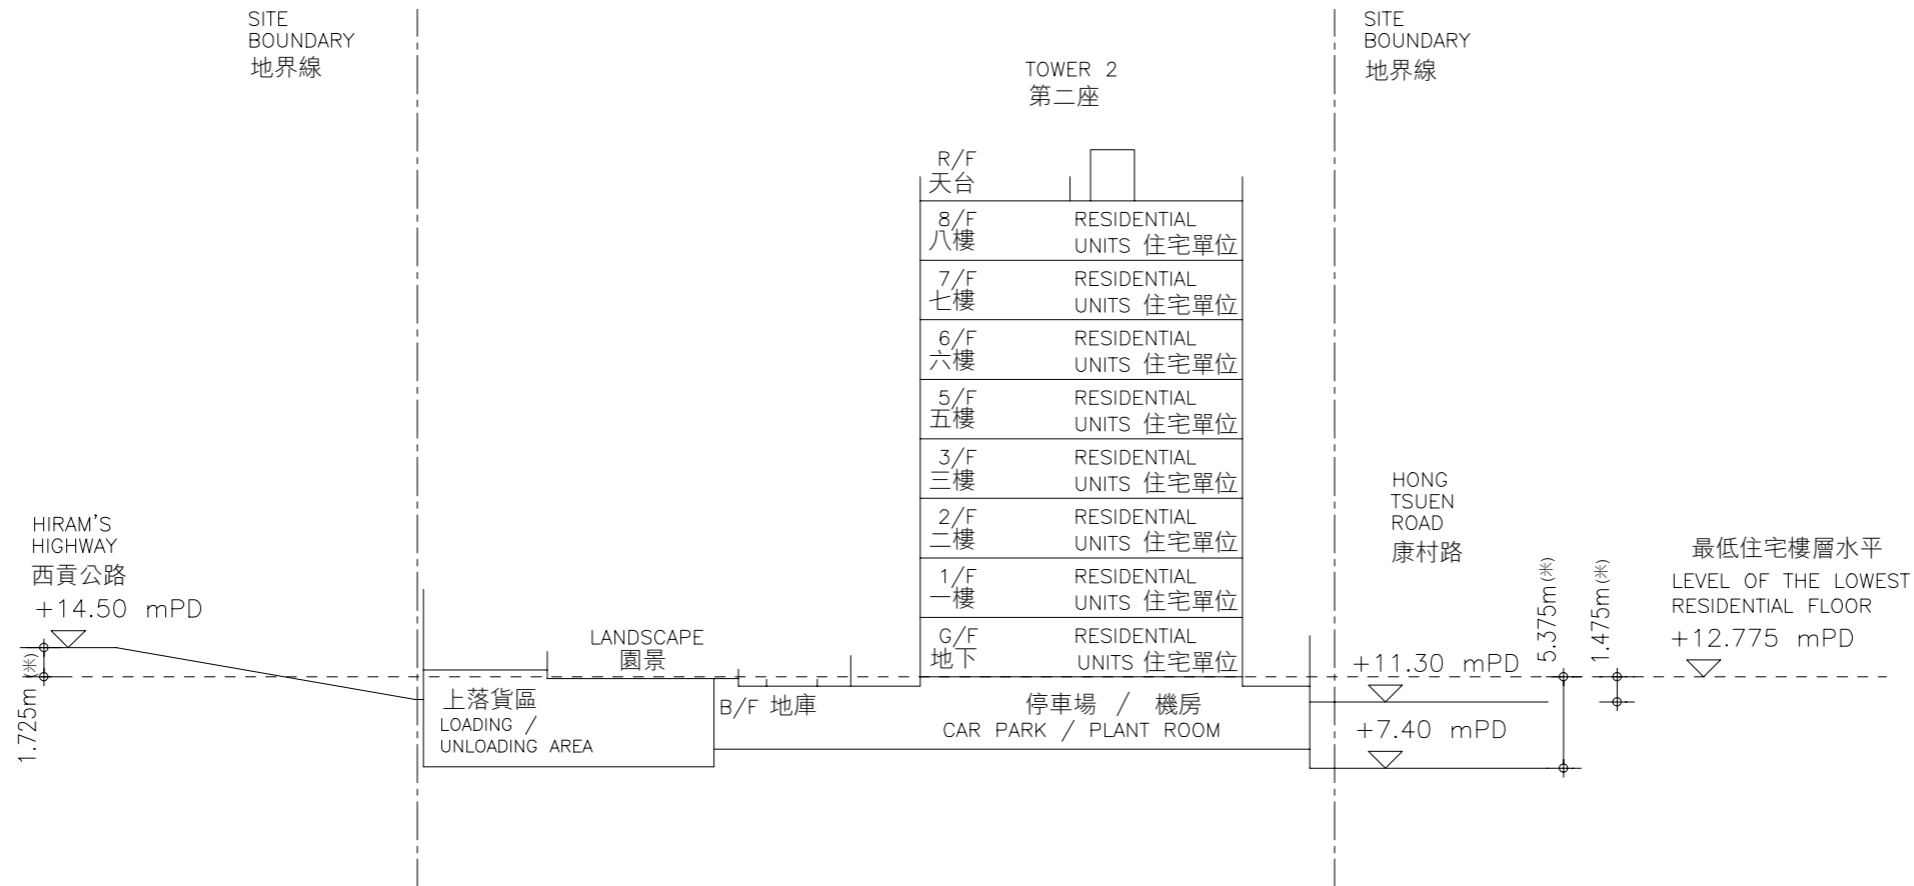 SITE
BOUNDARY
地界線
SITE
BOUNDARY
地界線
TOWER 2
第二座
R/F
天台
8/F RESIDENTIAL
八樓 UNITS 住宅單位
7/F RESIDENTIAL
七樓 UNITS 住宅單位
6/F RESIDENTIAL
六樓 UNITS 住宅單位
5/F RESIDENTIAL
五樓 UNITS 住宅單位
3/F RESIDENTIAL
三樓 UNITS 住宅單位
2/F RESIDENTIAL
二樓 UNITS 住宅單位
1/F RESIDENTIAL
一樓 UNITS 住宅單位
G/F RESIDENTIAL
地下 UNITS 住宅單位
HIRAM'S
HIGHWAY
西貢公路
+14.50 mPD
1.725m (米)
LANDSCAPE
園景
上落貨區
LOADING /
UNLOADING AREA
B/F 地庫
停車場 / 機房
CAR PARK / PLANT ROOM
HONG
TSUEN
ROAD
康村路
+11.30 mPD
+7.40 mPD
5.375m (米)
1.475m (米)
最低住宅樓層水平
LEVEL OF THE LOWEST
RESIDENTIAL FLOOR
+12.775 mPD